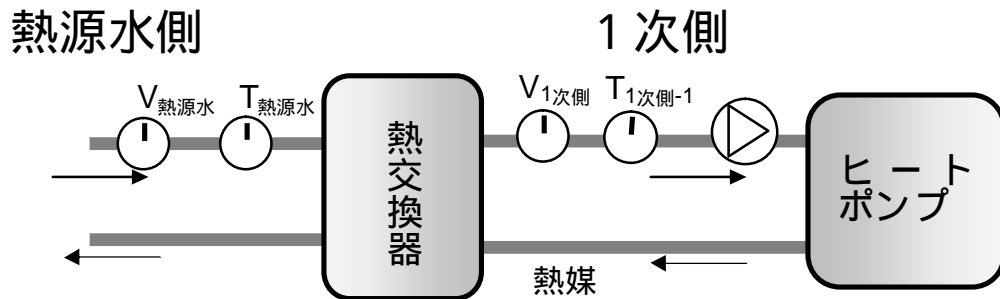 熱源水側
1次側
V熱源水
T熱源水
V1次側
T1次側-1
熱交換器
ヒート
ポンプ
熱媒